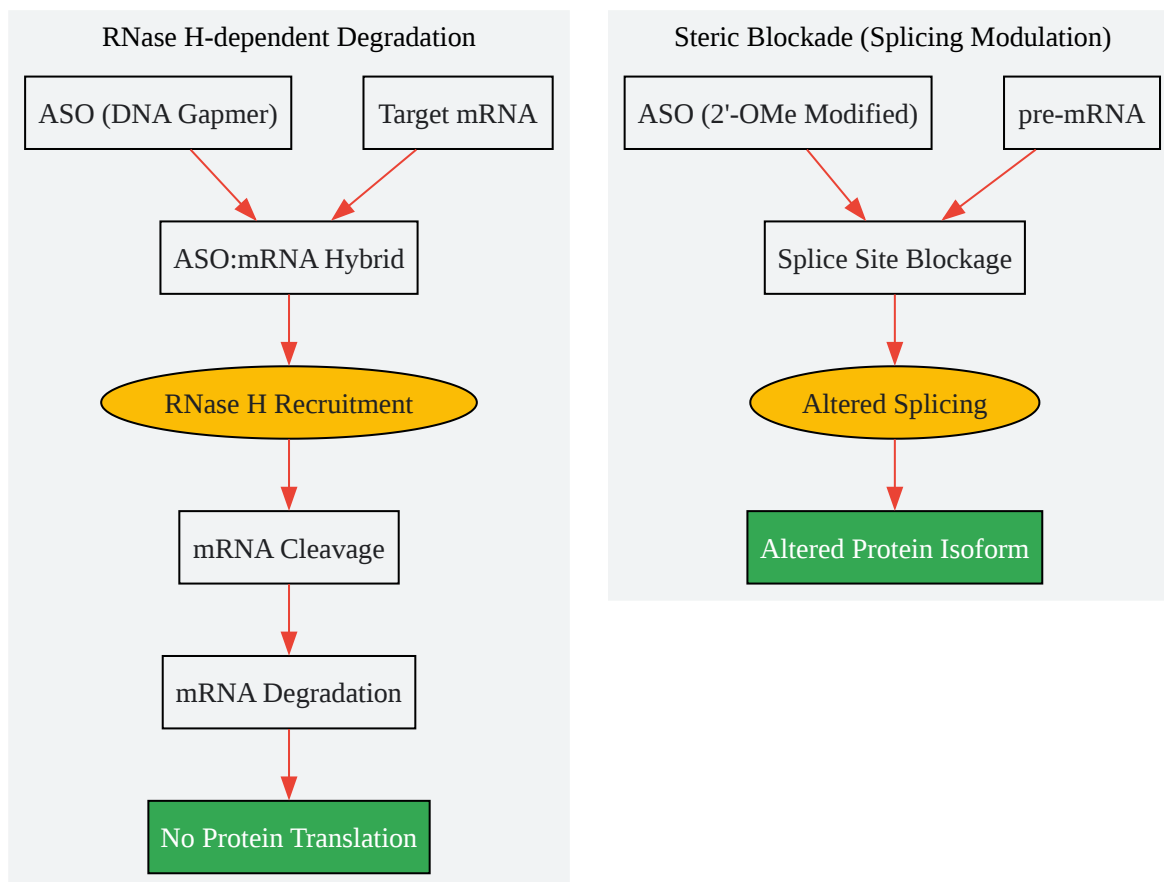 RNase H-dependent Degradation
ASO (DNA Gapmer)
Target mRNA
ASO:mRNA Hybrid
RNase H Recruitment
mRNA Cleavage
mRNA Degradation
No Protein Translation
Steric Blockade (Splicing Modulation)
ASO (2'-OMe Modified)
pre-mRNA
Splice Site Blockage
Altered Splicing
Altered Protein Isoform